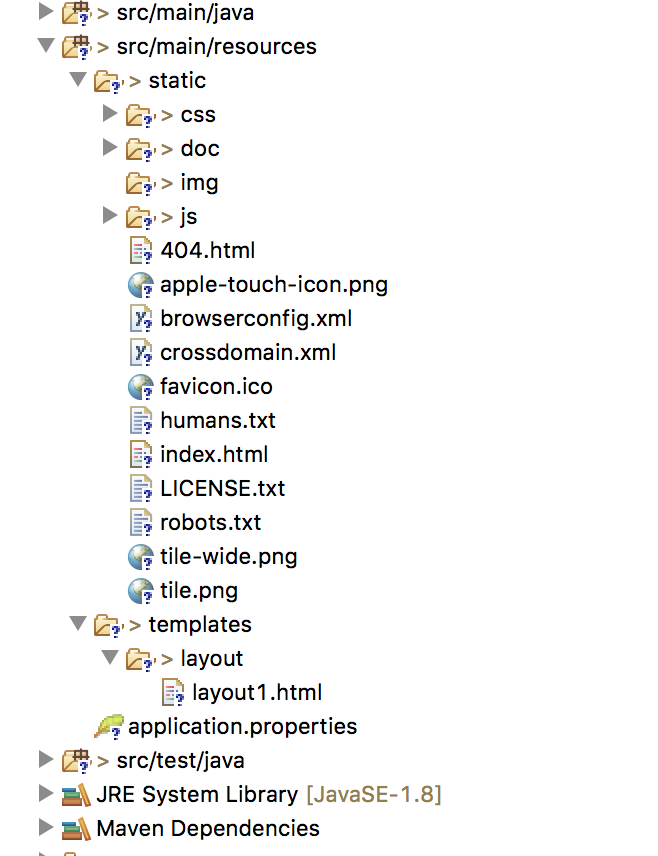 > src/main/java
> src/main/resources
> static
> css
> doc
> img
> js
404.html
apple-touch-icon.png
browserconfig.xml
crossdomain.xml
favicon.ico
humans.txt
index.html
LICENSE.txt
robots.txt
tile-wide.png
tile.png
> templates
> layout
layout1.html
application.properties
> src/test/java
JRE System Library [JavaSE-1.8]
Maven Dependencies